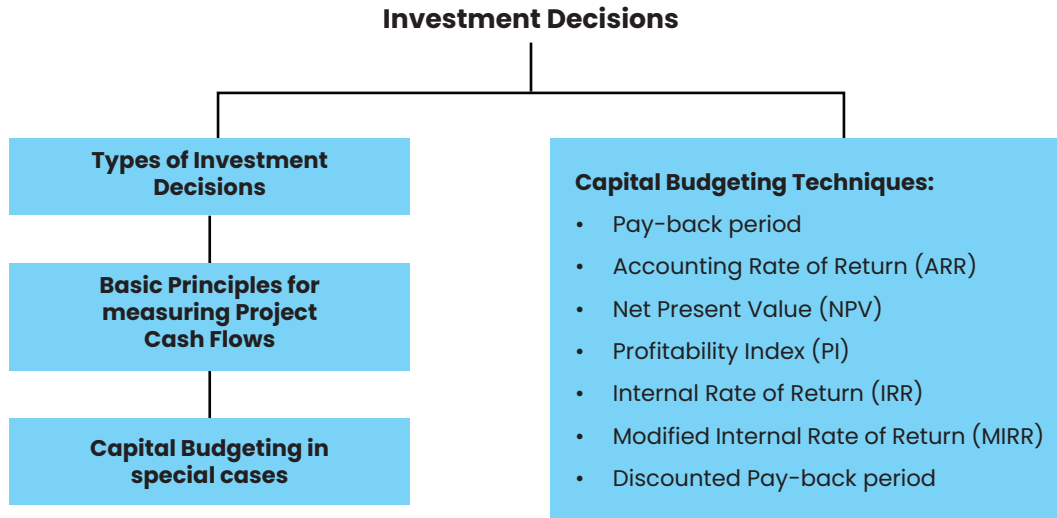 Investment Decisions
Types of Investment
Decisions
Basic Principles for
measuring Project
Cash Flows
Capital Budgeting in
special cases
Capital Budgeting Techniques:
• Pay-back period
• Accounting Rate of Return (ARR)
• Net Present Value (NPV)
• Profitability Index (PI)
• Internal Rate of Return (IRR)
• Modified Internal Rate of Return (MIRR)
• Discounted Pay-back period